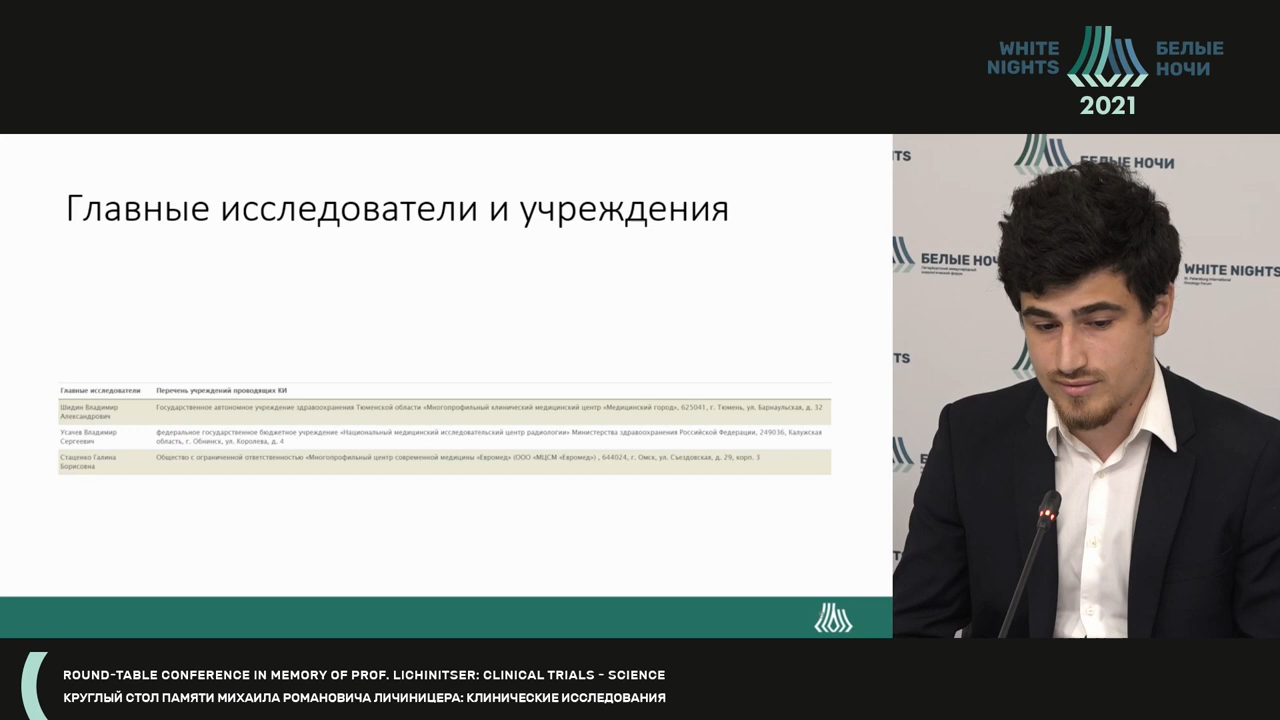 WHITE
NIGHTS
БЕЛЫЕ
НОЧИ
2021
Главные исследователи и учреждения
Главные исследователи
Перечень учреждений проводящих КИ
Шидин Владимир
Александрович
Государственное автономное учреждение здравоохранения Тюменской области «Многопрофильный клинический медицинский центр «Медицинский город», 625041, г. Тюмень, ул. Барнаульская, д. 32
Усачев Владимир
Сергеевич
федеральное государственное бюджетное учреждение «Национальный медицинский исследовательский центр радиологии» Министерства здравоохранения Российской Федерации, 249036, Калужская
область, г. Обнинск, ул. Королева, д. 4
Стаценко Галина
Борисовна
Общество с ограниченной ответственностью «Многопрофильный центр современной медицины «Евромед» (ООО «МЦСМ «Евромед») , 644024, г. Омск, ул. Съездовская, д. 29, корп. 3
БЕЛЫЕ НОЧИ
БЕЛЫЕ НОЧ
WHITE NIGHTS
ROUND-TABLE CONFERENCE IN MEMORY OF PROF. LICHINITSER: CLINICAL TRIALS - SCIENCE
КРУГЛЫЙ СТОЛ ПАМЯТИ МИХАИЛА РОМАНОВИЧА ЛИЧИНИЦЕРА: КЛИНИЧЕСКИЕ ИССЛЕДОВАНИЯ